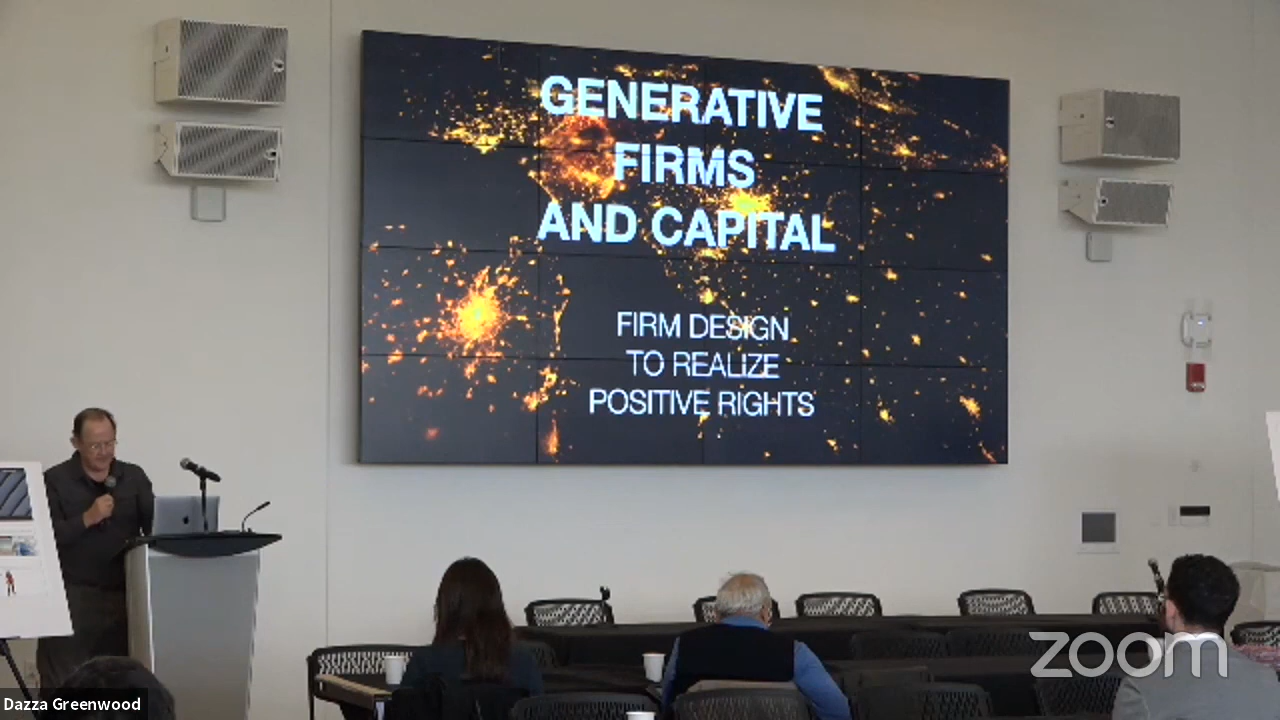 GENERATIVE
FIRMS
AND CAPITAL
FIRM DESIGN
TO REALIZE
POSITIVE RIGHTS
zoom
Dazza Greenwood